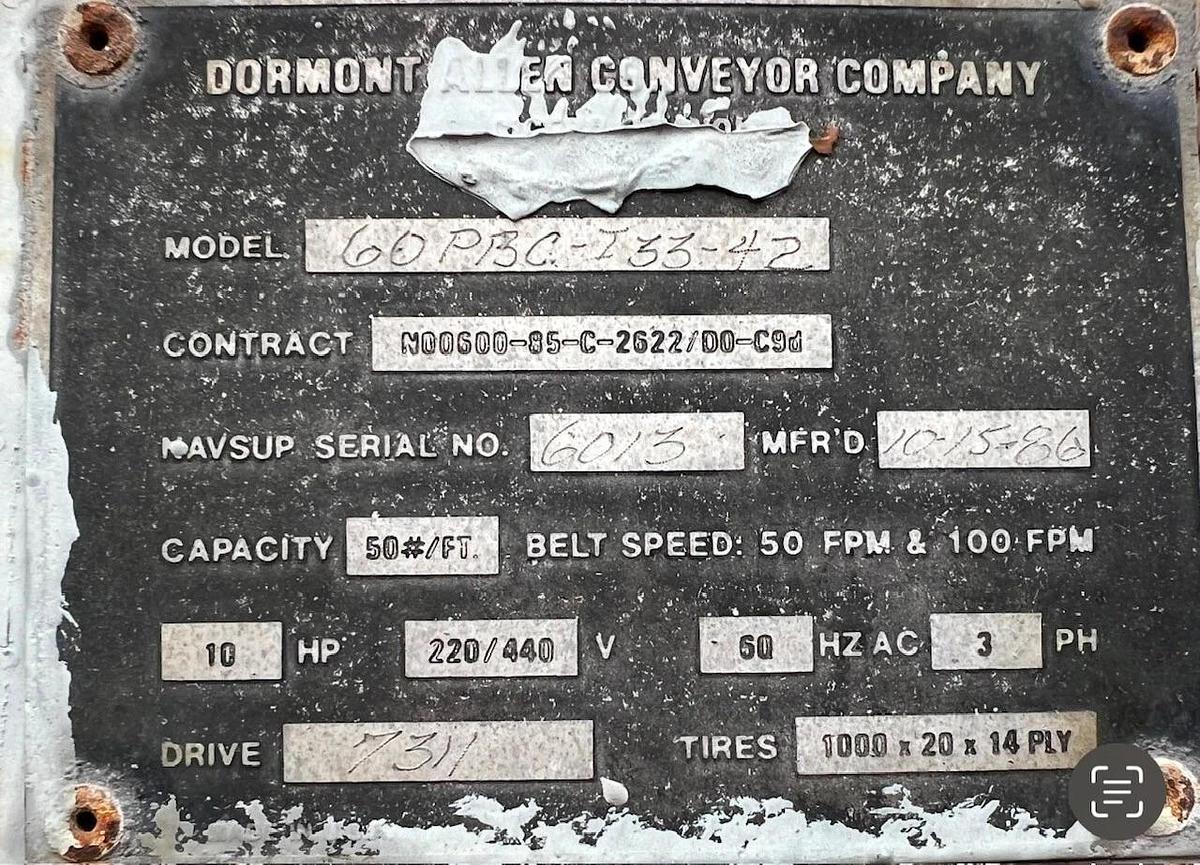 DORMONT ALLEN CONVEYOR COMPANY
MODEL 60PBC-I33-42
CONTRACT N00600-85-C-2622/D0-C9d
NAVSUP SERIAL NO. 6013 MFR'D 10-15-86
CAPACITY 50#/FT. BELT SPEED: 50 FPM & 100 FPM
10 HP 220/440 V 60 HZ AC 3 PH
DRIVE 7311 TIRES 1000 x 20 x 14 PLY